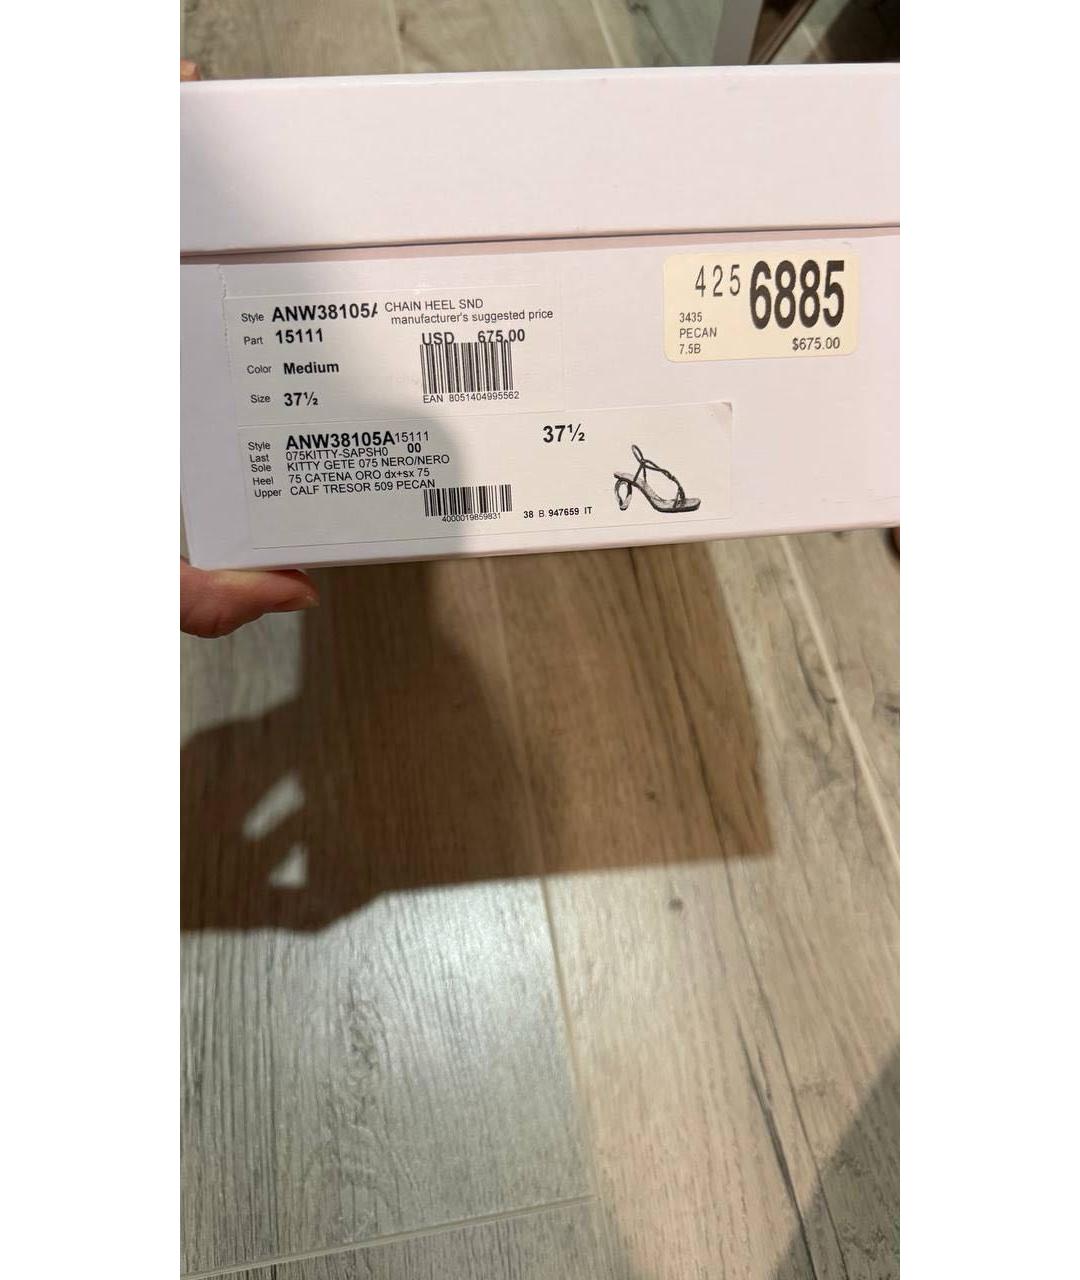 Style ANW38105A CHAIN HEEL SND
manufacturer's suggested price
Part 15111
USD 675.00
Color Medium
Size 37½
EAN 8051404995562
425 6885
3435
PECAN
7.5B
$675.00
Style ANW38105A 15111
Last 075KITTY-SAPSH0 00
Sole KITTY GETE 075 NERO/NERO
Heel 75 CATENA ORO dx+sx 75
Upper CALF TRESOR 509 PECAN
37½
4000019859831
38 B 947659 IT